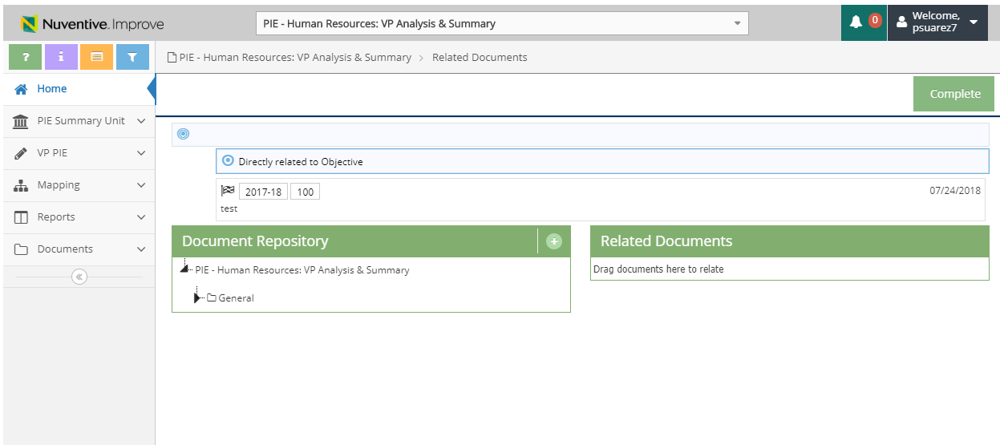 Nuventive. Improve
PIE - Human Resources: VP Analysis & Summary
0
Welcome,
psuarez7
? i
PIE - Human Resources: VP Analysis & Summary > Related Documents
Home
Complete
PIE Summary Unit
VP PIE
Directly related to Objective
Mapping
2017-18 100 07/24/2018
test
Reports
Documents
Document Repository
Related Documents
PIE - Human Resources: VP Analysis & Summary
Drag documents here to relate
General